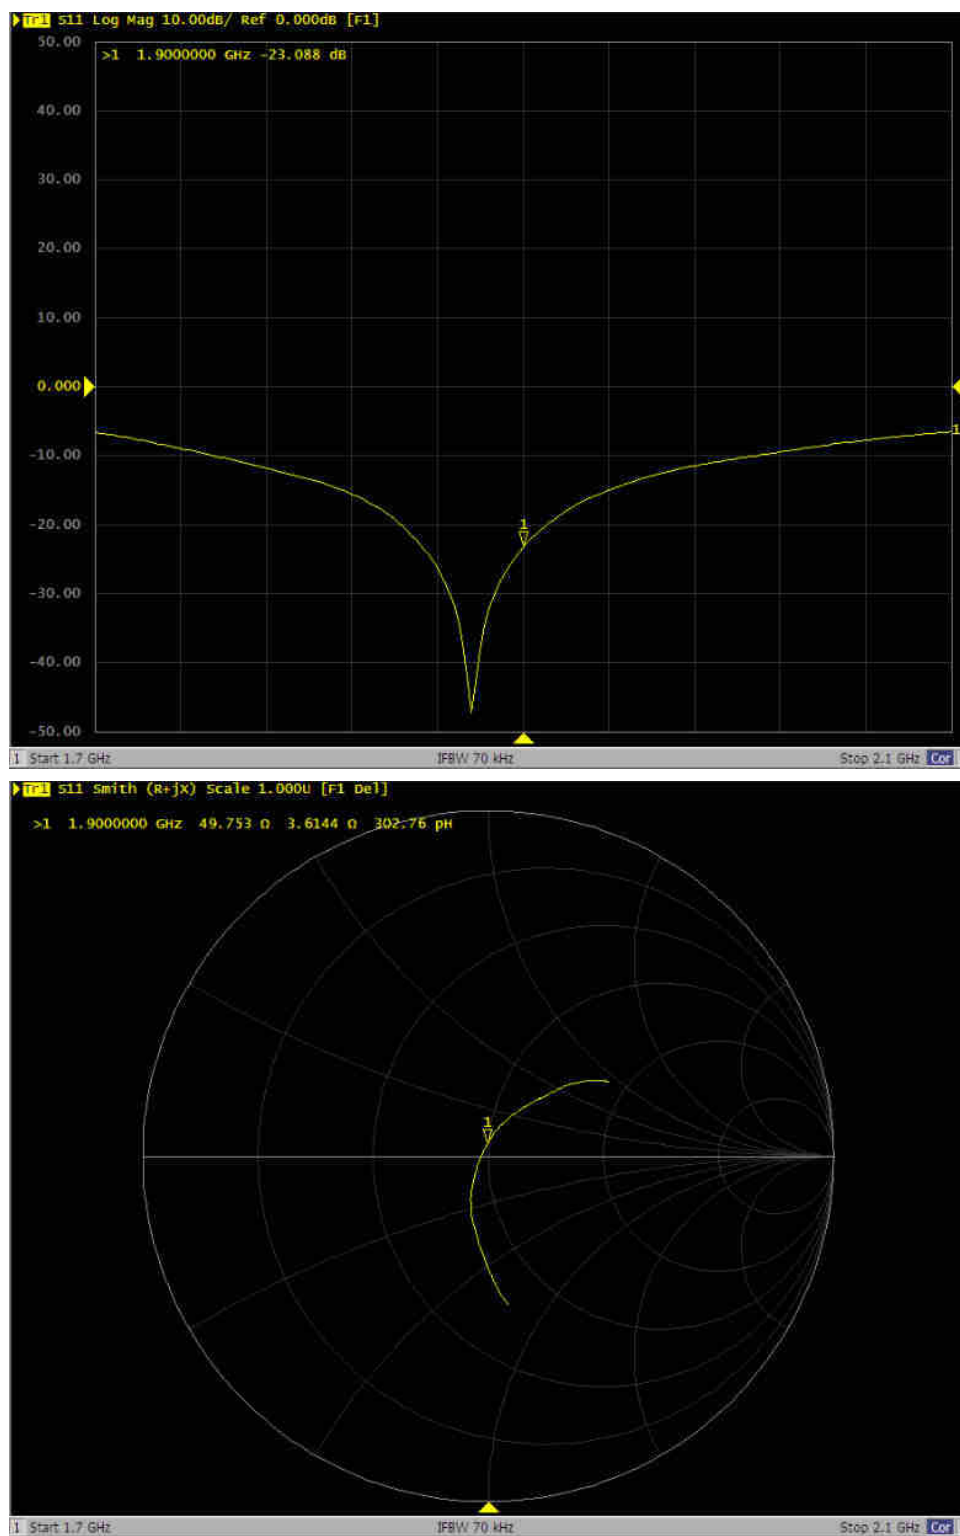 Tr1 S11 Log Mag 10.00dB/ Ref 0.000dB [F1]
50.00
>1 1.9000000 GHz -23.088 dB
40.00
30.00
20.00
10.00
0.000
1
-10.00
-20.00
1
-30.00
-40.00
-50.00
1 Start 1.7 GHz IFBW 70 kHz Stop 2.1 GHz Cor
Tr1 S11 Smith (R+jX) Scale 1.000U [F1 Del]
>1 1.9000000 GHz 49.753 Ω 3.6144 Ω 302.76 pH
1
1 Start 1.7 GHz IFBW 70 kHz Stop 2.1 GHz Cor